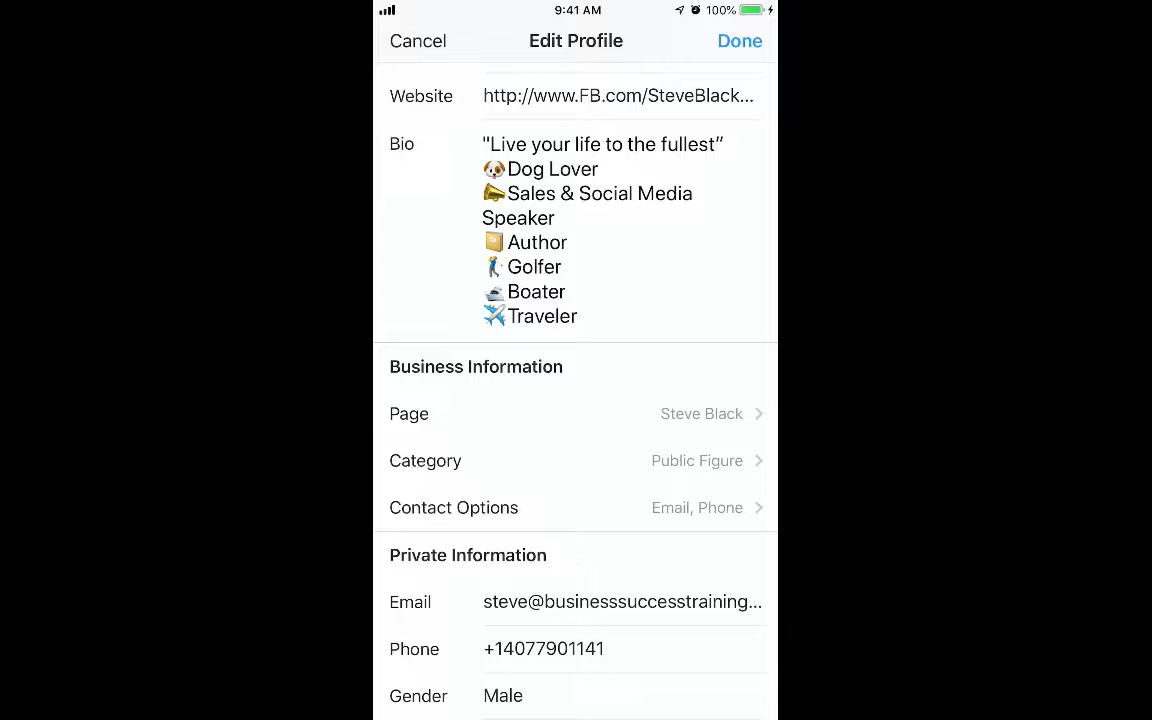 9:41 AM 100%
Cancel Edit Profile Done
Website http://www.FB.com/SteveBlack...
Bio "Live your life to the fullest”
🐶Dog Lover
📣Sales & Social Media
Speaker
📒Author
🏌Golfer
🛥Boater
✈️Traveler
Business Information
Page Steve Black
Category Public Figure
Contact Options Email, Phone
Private Information
Email steve@businesssuccesstraining...
Phone +14077901141
Gender Male